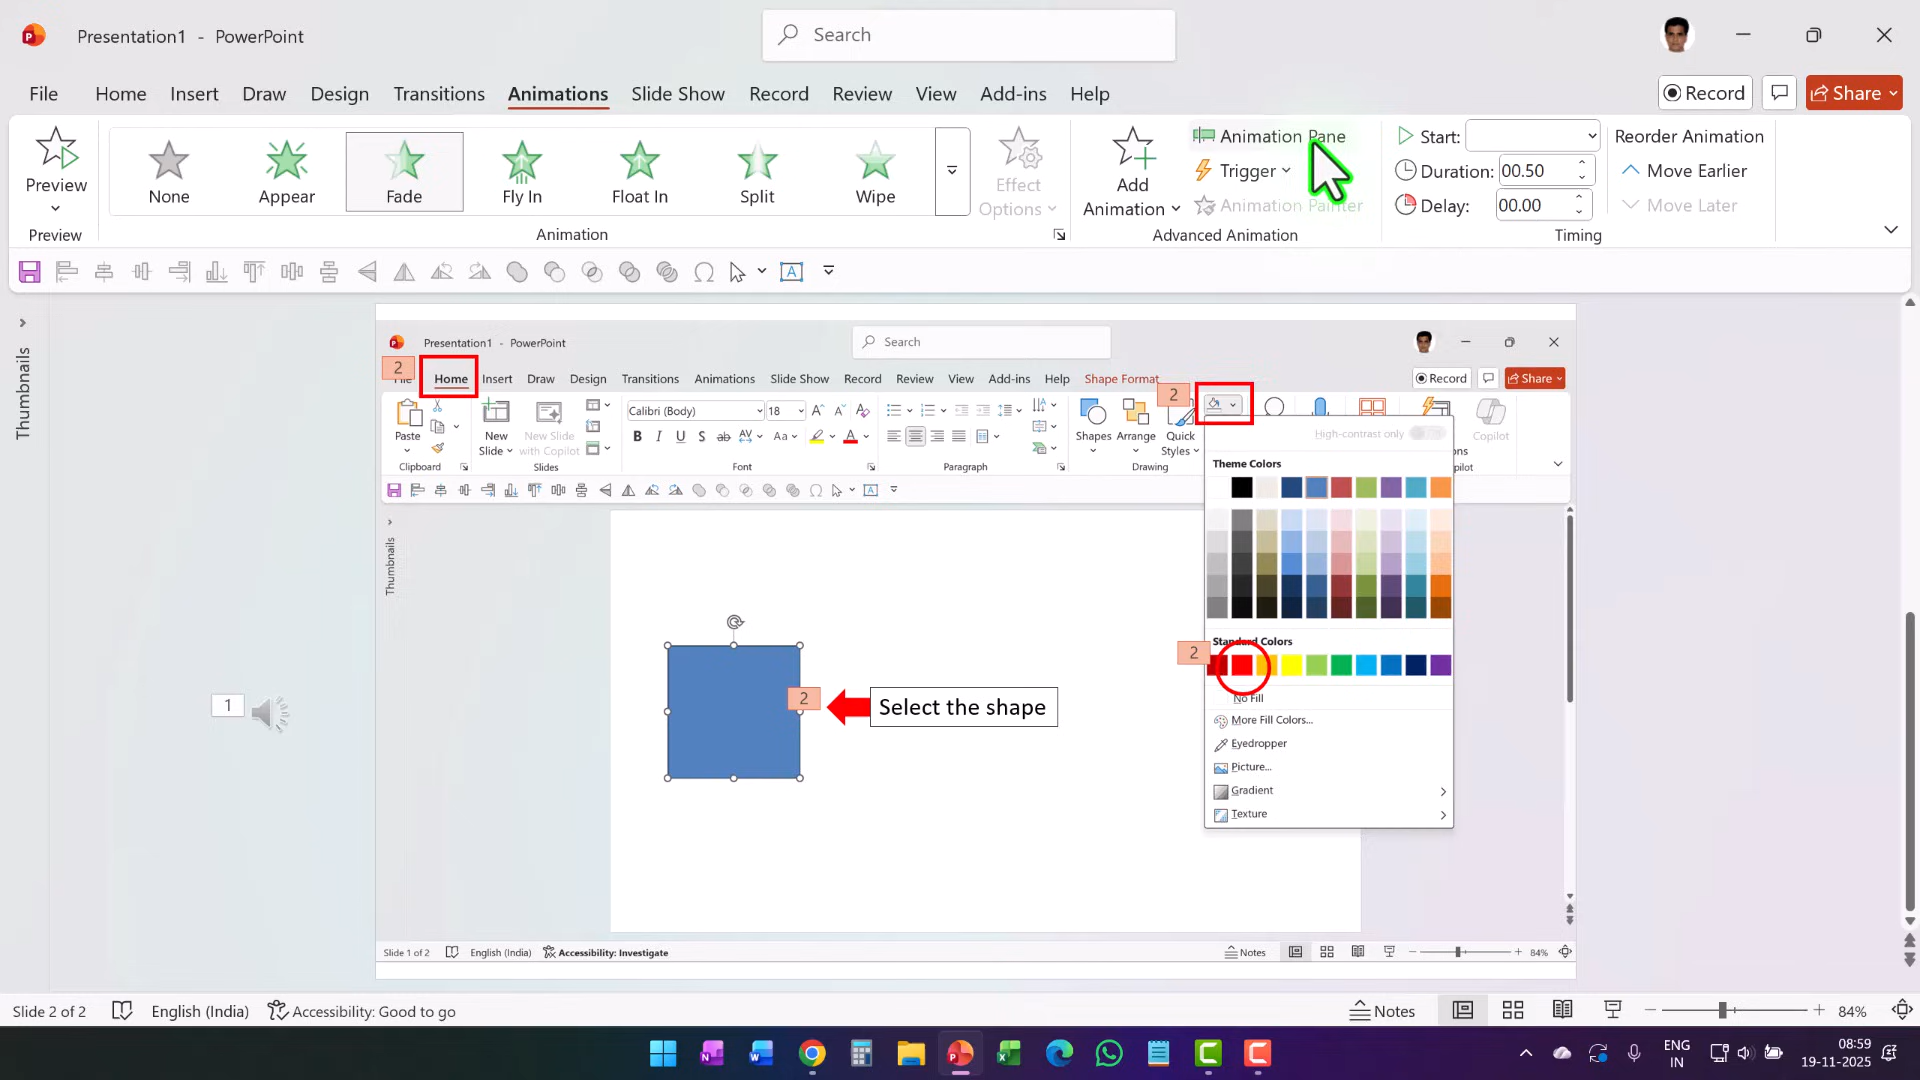 Presentation1 - PowerPoint
Search
File Home Insert Draw Design Transitions Animations Slide Show Record Review View Add-ins Help
Record
Share
Preview
None
Appear
Fade
Fly In
Float In
Split
Wipe
Effect
Options
Add
Animation
Animation Pane
Trigger
Animation Painter
Start:
Duration: 00.50
Delay: 00.00
Reorder Animation
Move Earlier
Move Later
Preview
Animation
Advanced Animation
Timing
Thumbnails
1
Presentation1 - PowerPoint
Search
2
File Home Insert Draw Design Transitions Animations Slide Show Record Review View Add-ins Help Shape Format
Record
Share
2
Paste
New
Slide
New Slide
with Copilot
Calibri (Body) 18
B I U S ab AV Aa A
Shapes Arrange Quick
Styles
Copilot
Clipboard Slides Font Paragraph Drawing
High-contrast only
Theme Colors
Thumbnails
2
Standard Colors
No Fill
More Fill Colors...
Eyedropper
Picture...
Gradient
Texture
2
Select the shape
Slide 1 of 2 English (India) Accessibility: Investigate
Notes
84%
Slide 2 of 2 English (India) Accessibility: Good to go
Notes
84%
ENG
IN
08:59
19-11-2025